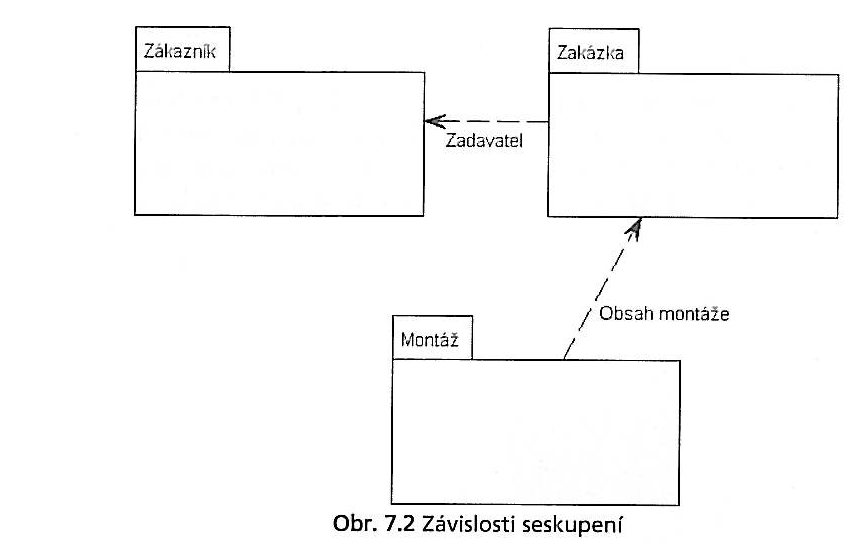 Zákazník
Zakázka
Zadavatel
Obsah montáže
Montáž
Obr. 7.2 Závislosti seskupení